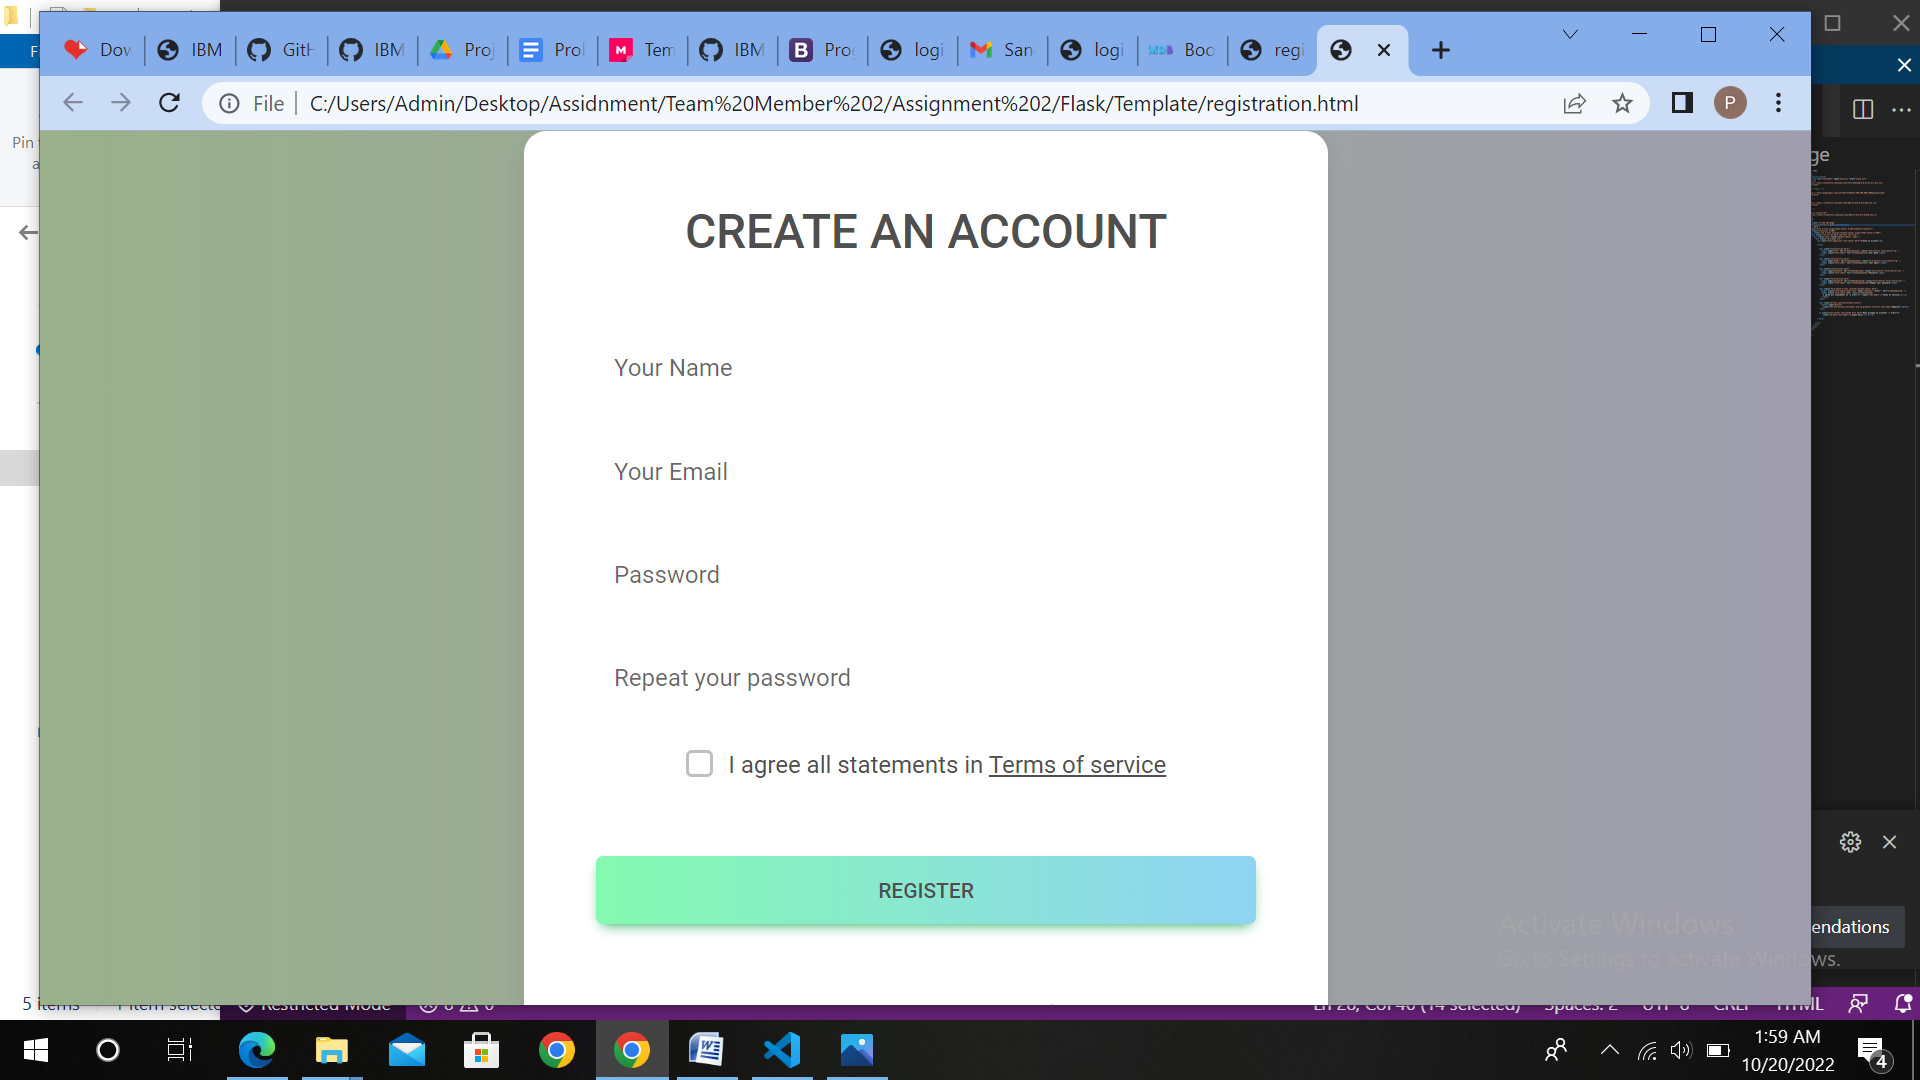 Dow
IBM
GitH
IBM
Proj
Prol
Tem
IBM
Prog
logi
San
logi
Boo
regi
File
C:/Users/Admin/Desktop/Assidnment/Team%20Member%202/Assignment%202/Flask/Template/registration.html
P
F
Pin
a
ge
CREATE AN ACCOUNT
Your Name
Your Email
Password
Repeat your password
I agree all statements in Terms of service
REGISTER
Activate Windows
Go to Settings to activate Windows.
endations
5 items
1 item selecte
Restricted Mode
Ln 28, Col 46 (14 selected)
Spaces: 2
UTF-8
CRLF
HTML
1:59 AM
10/20/2022
4